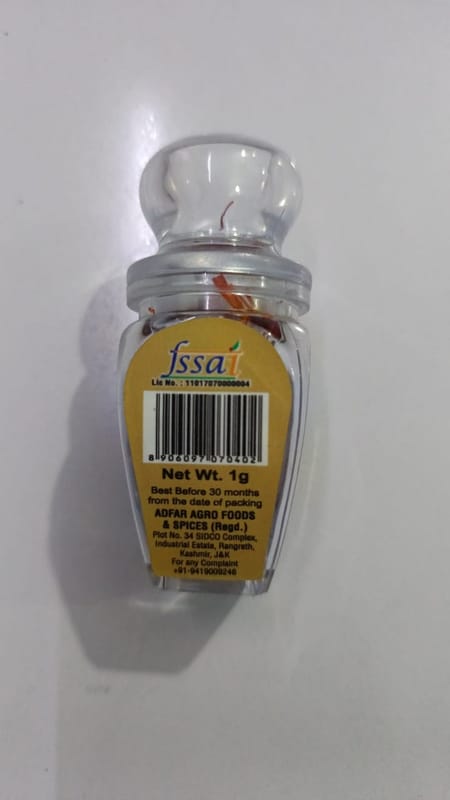 fssai
Lic No. : 11017070000004
8 906097 070402
Net Wt. 1g
Best Before 30 months
from the date of packing
ADFAR AGRO FOODS
& SPICES (Regd.)
Plot No. 34 SIDCO Complex,
Industrial Estate, Rangreth,
Kashmir, J&K
For any Complaint
+91-9419009246